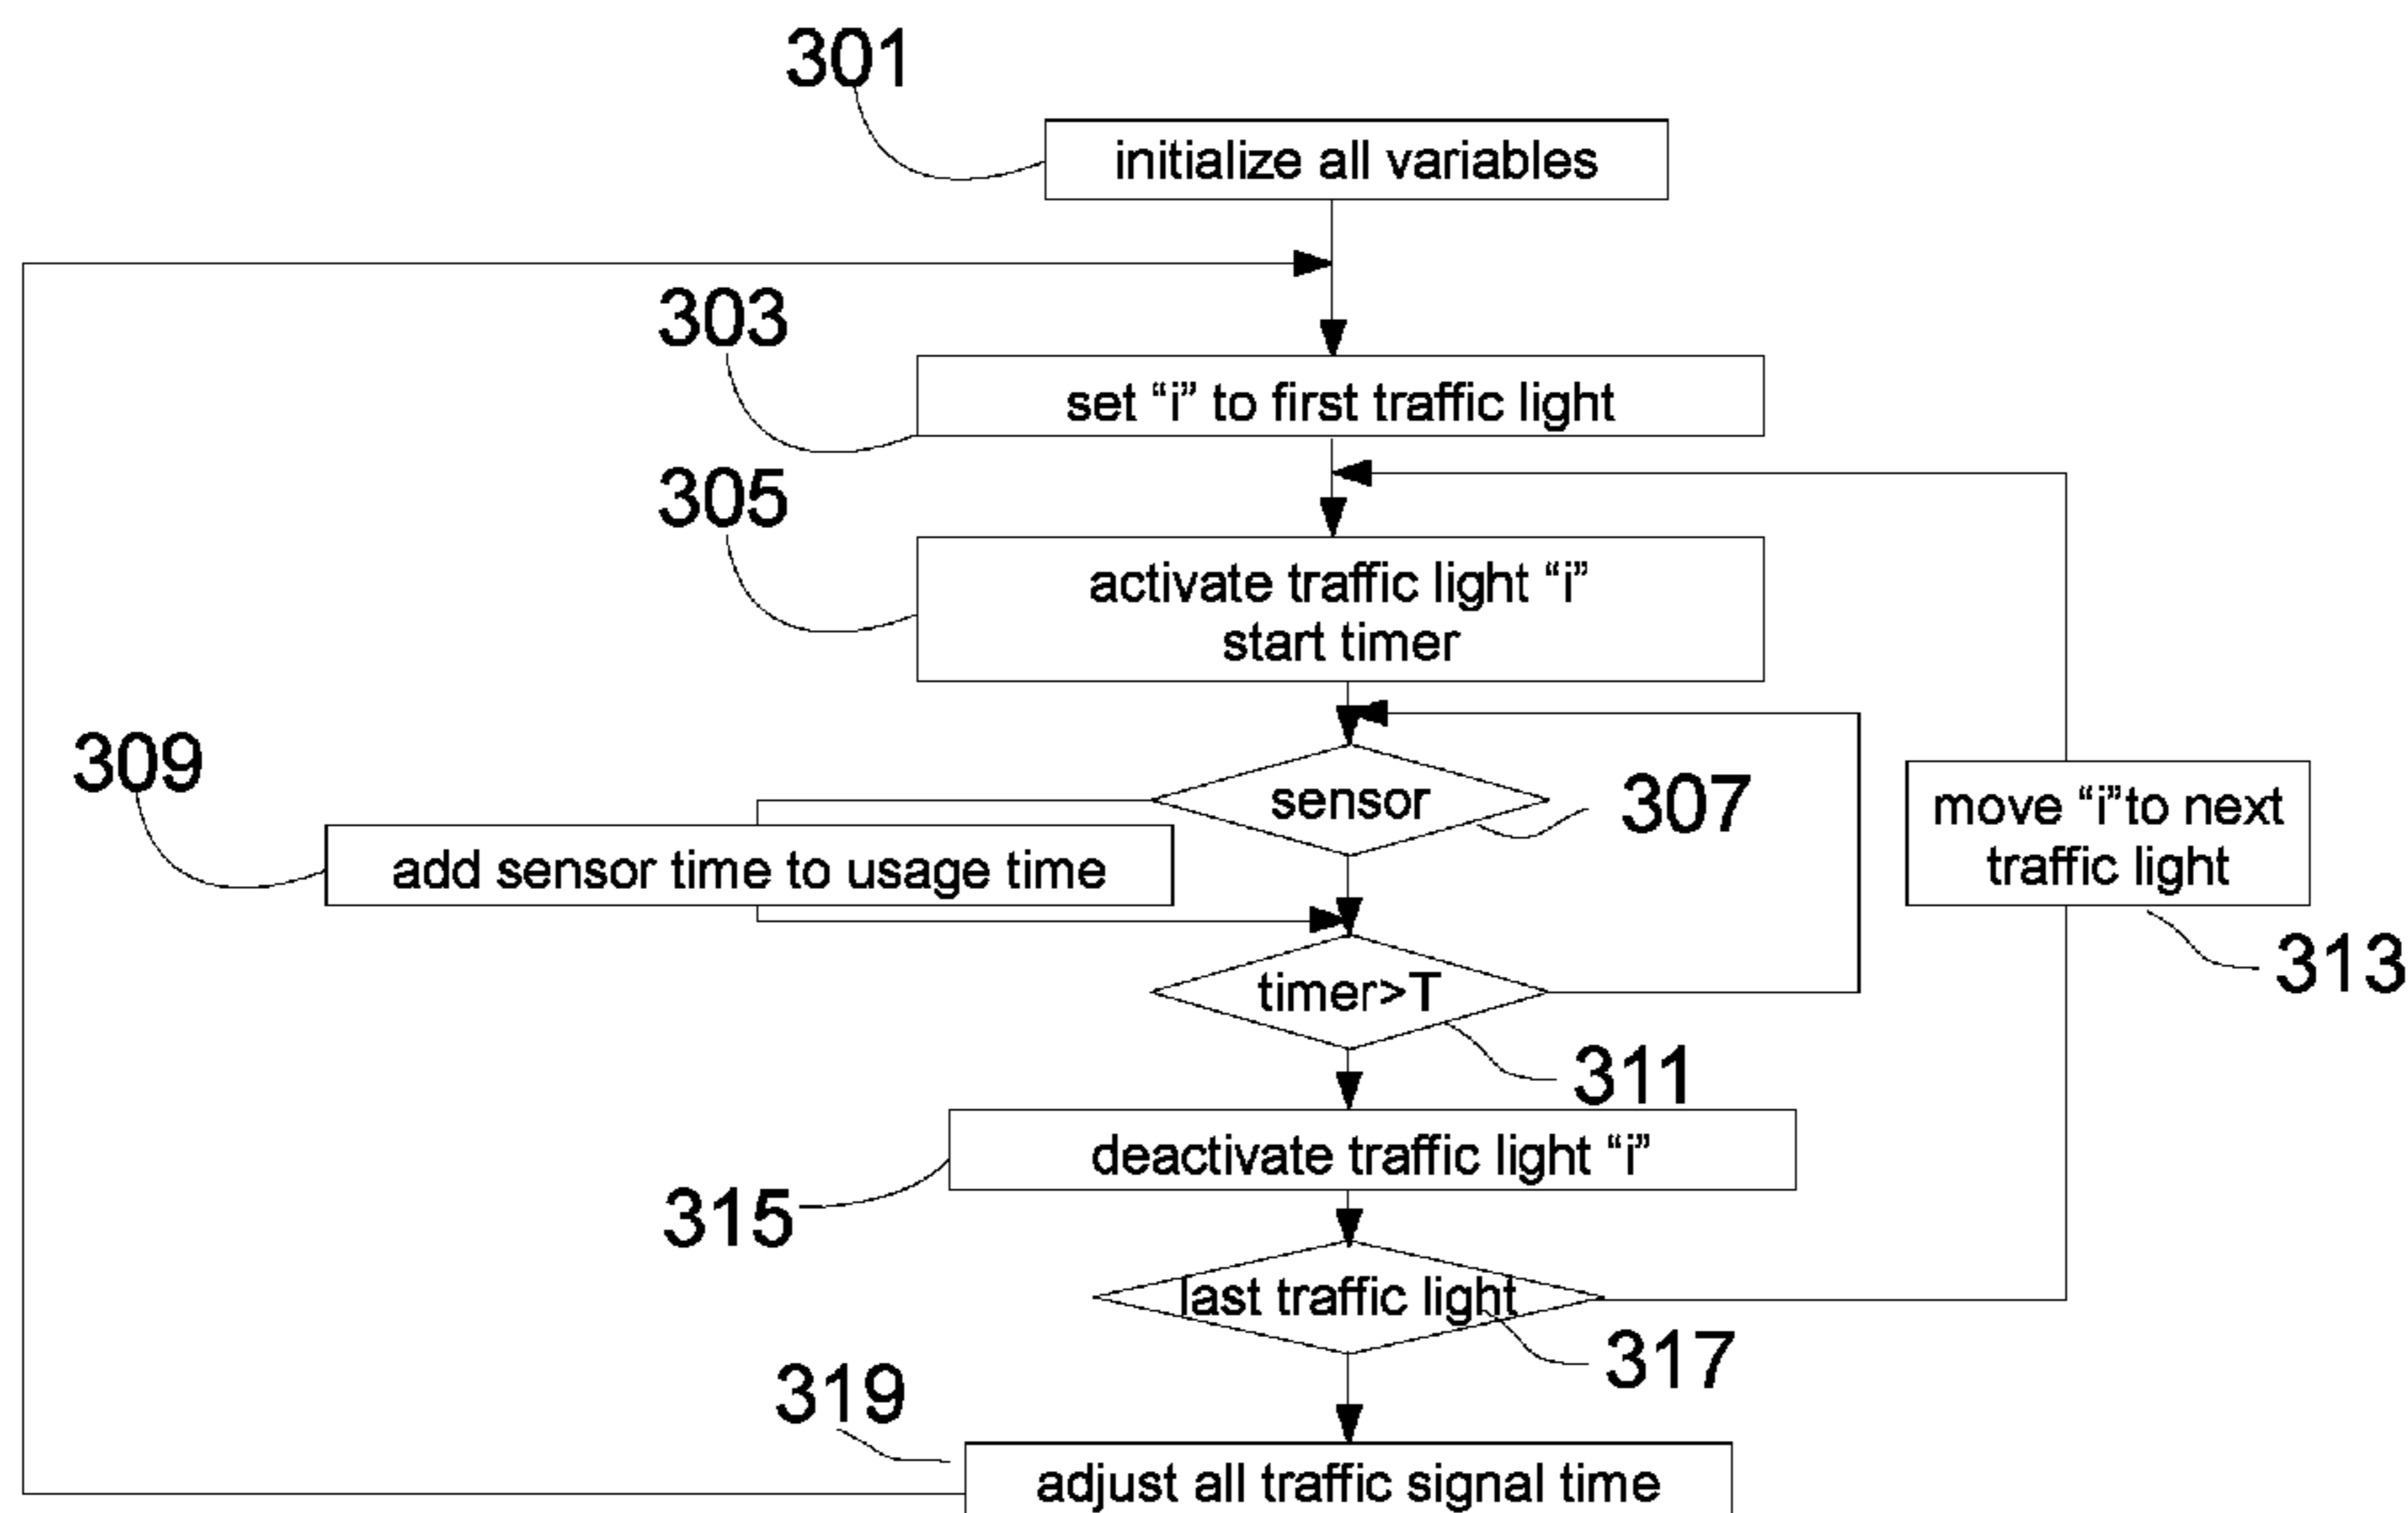 301
initialize all variables
303
set “i” to first traffic light
305
activate traffic light “i”
start timer
309
sensor
307
move “i”to next
traffic light
add sensor time to usage time
313
timer>T
311
deactivate traffic light “i”
315
last traffic light
317
319
adjust all traffic signal time